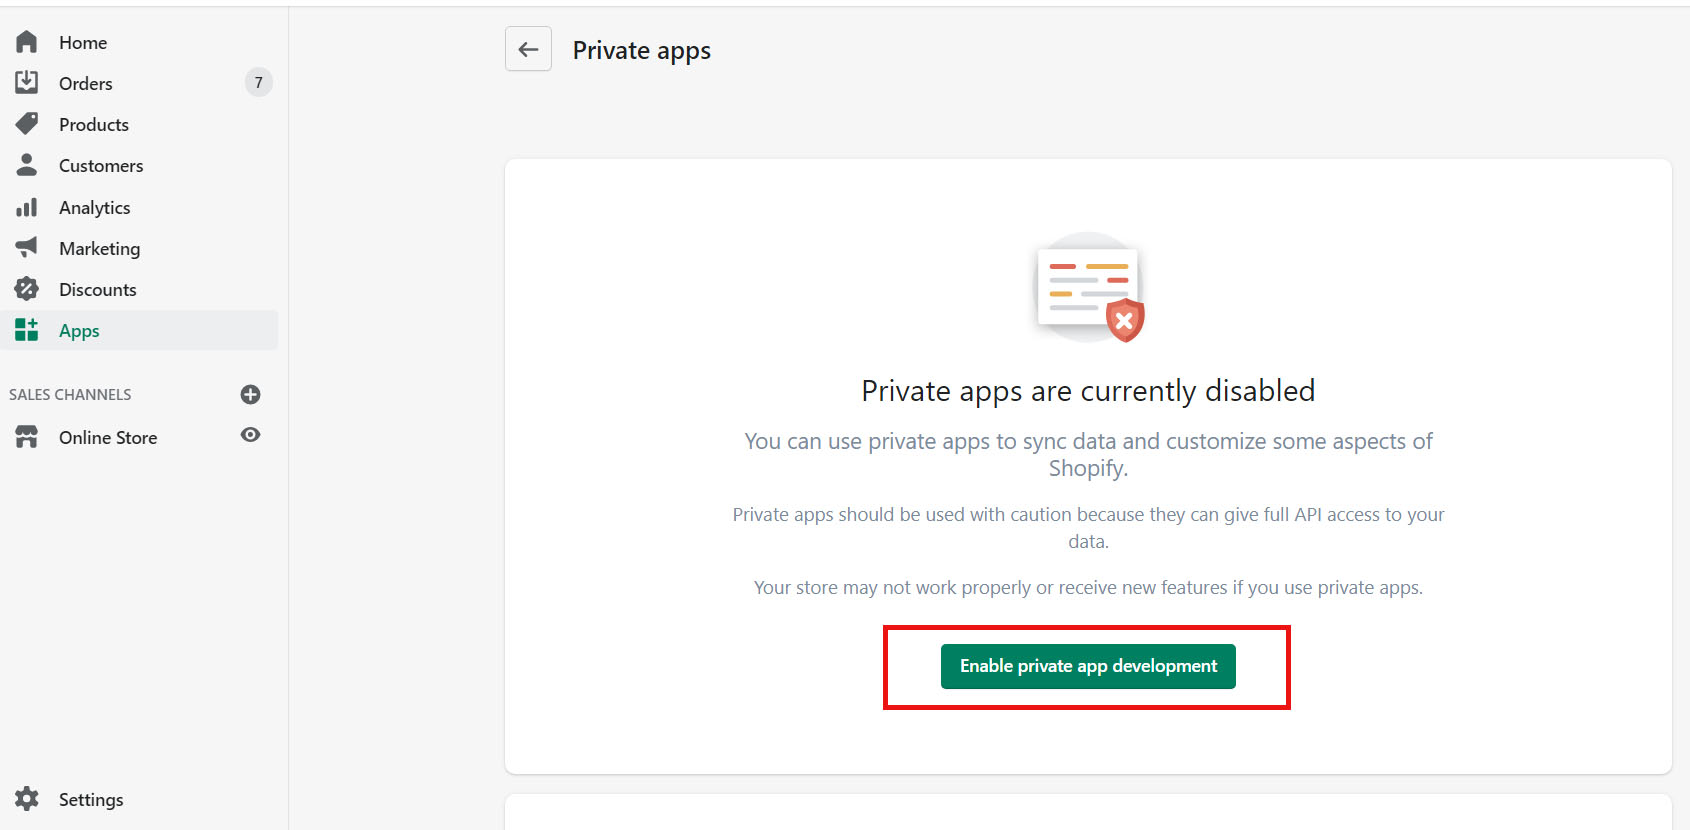 Home
Orders
7
Products
Customers
Analytics
Marketing
Discounts
Apps
SALES CHANNELS
Online Store
Settings
Private apps
Private apps are currently disabled
You can use private apps to sync data and customize some aspects of
Shopify.
Private apps should be used with caution because they can give full API access to your
data.
Your store may not work properly or receive new features if you use private apps.
Enable private app development